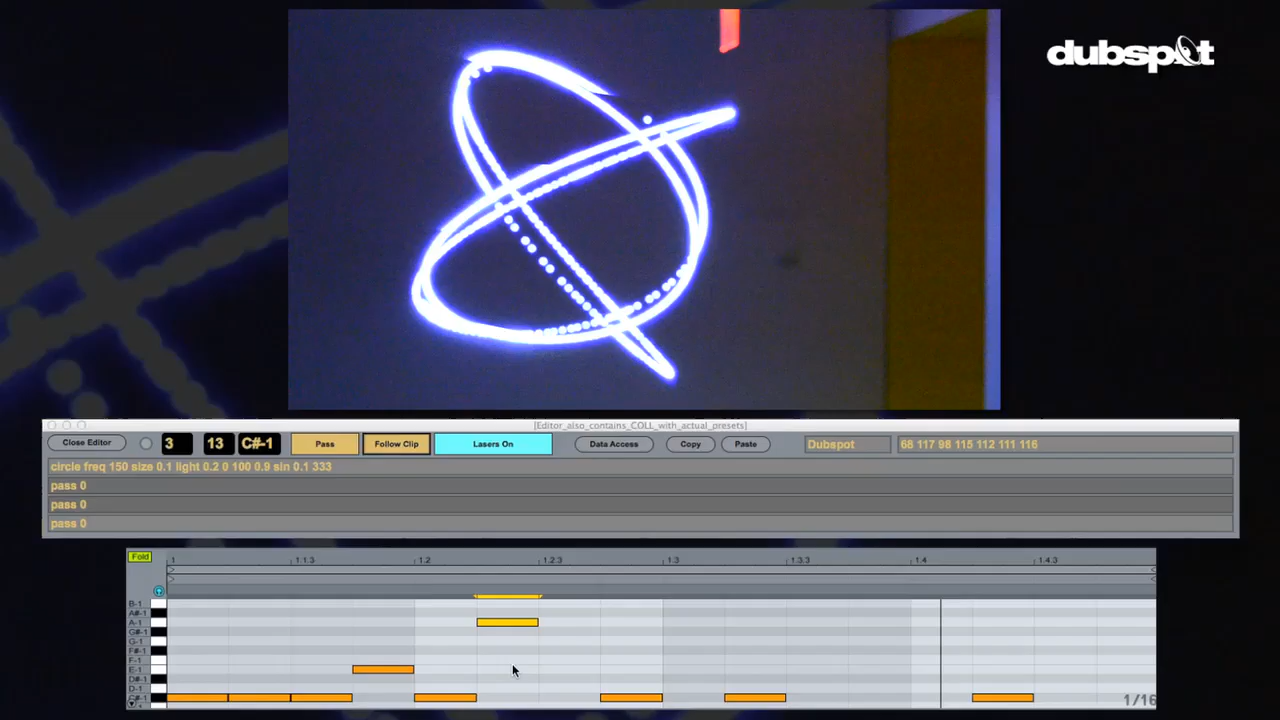 dubspot
[Editor_also_contains_COLL_with_actual_presets]
Close Editor 3 13 C#-1 Pass Follow Clip Lasers On Data Access Copy Paste Dubspot 68 117 98 115 112 111 116
circle freq 150 size 0.1 light 0.2 0 100 0.9 sin 0.1 333
pass 0
pass 0
pass 0
Fold 1 1.1.3 1.2 1.2.3 1.3 1.3.3 1.4 1.4.3
B-1
A#-1
A-1
G#-1
G-1
F#-1
F-1
E-1
D#-1
D-1
C#-1
1/16